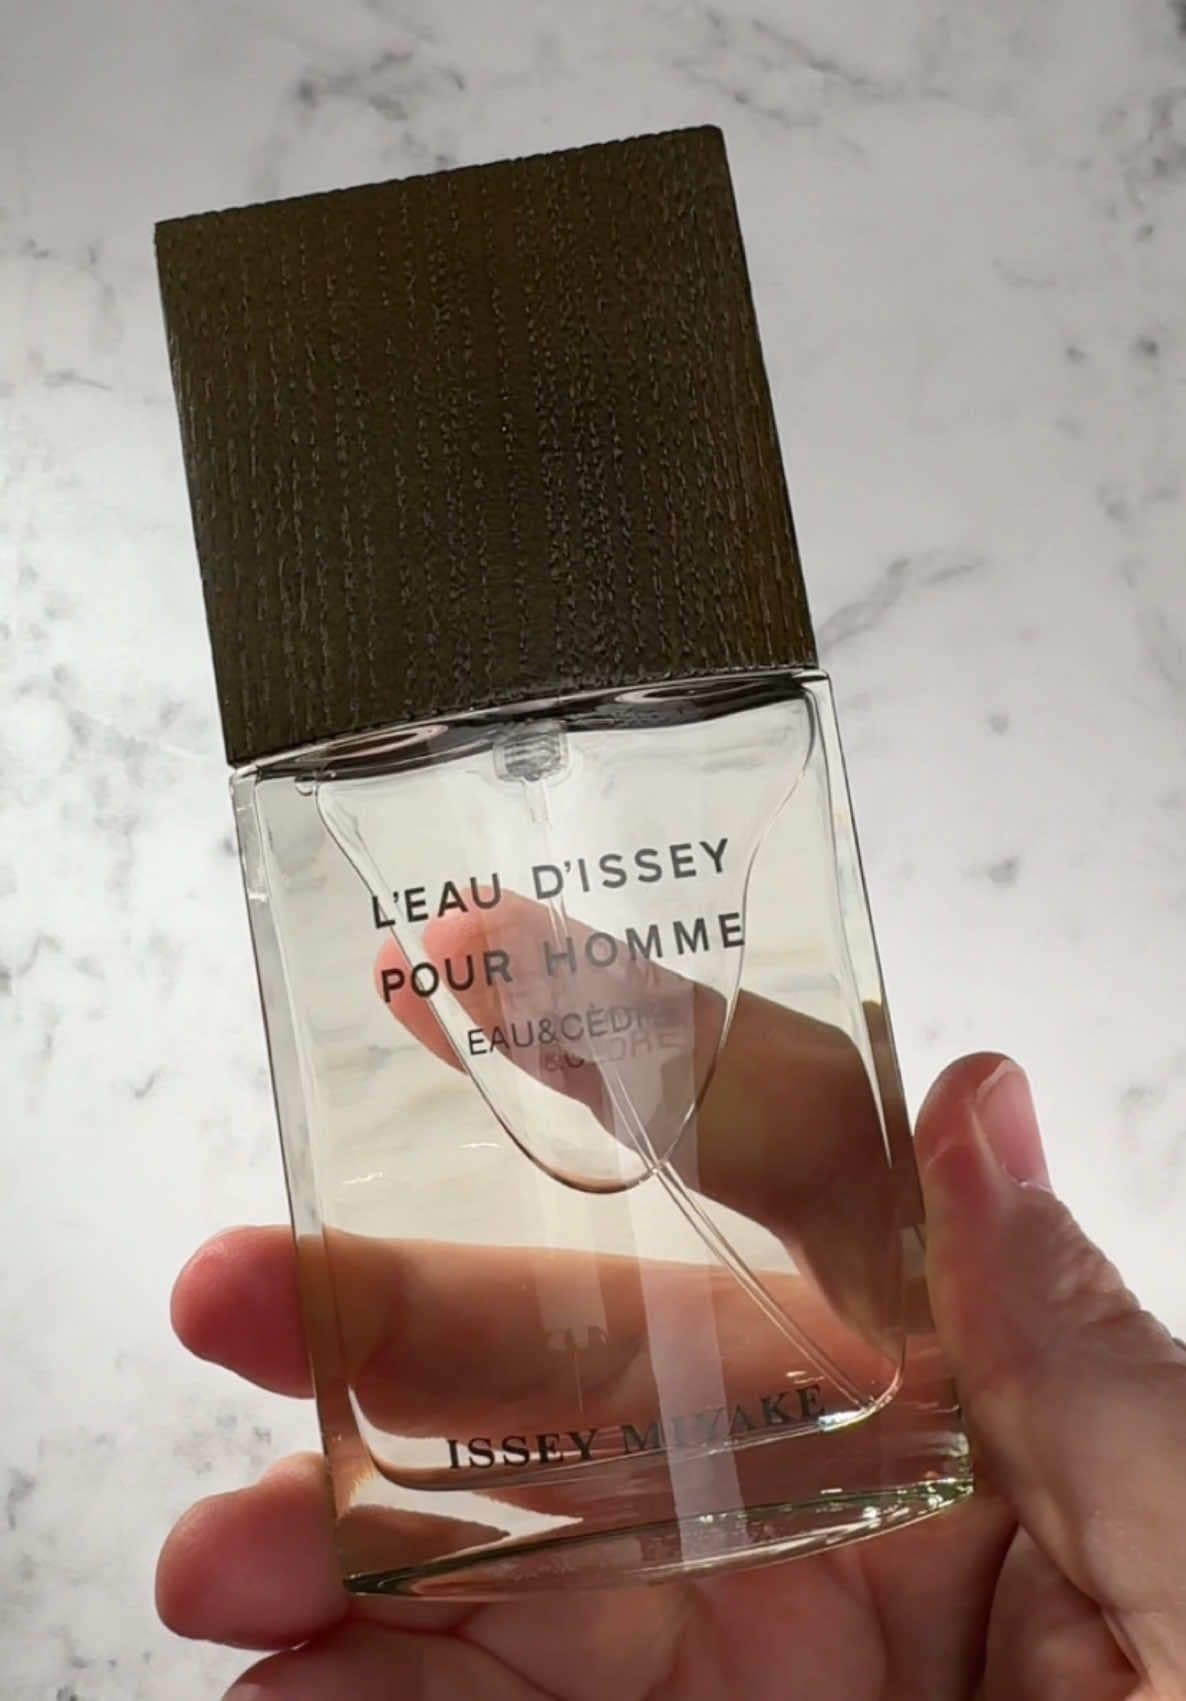 L'EAU D'ISSEY
POUR HOMME
EAU&CÈDRE
ISSEY MIYAKE